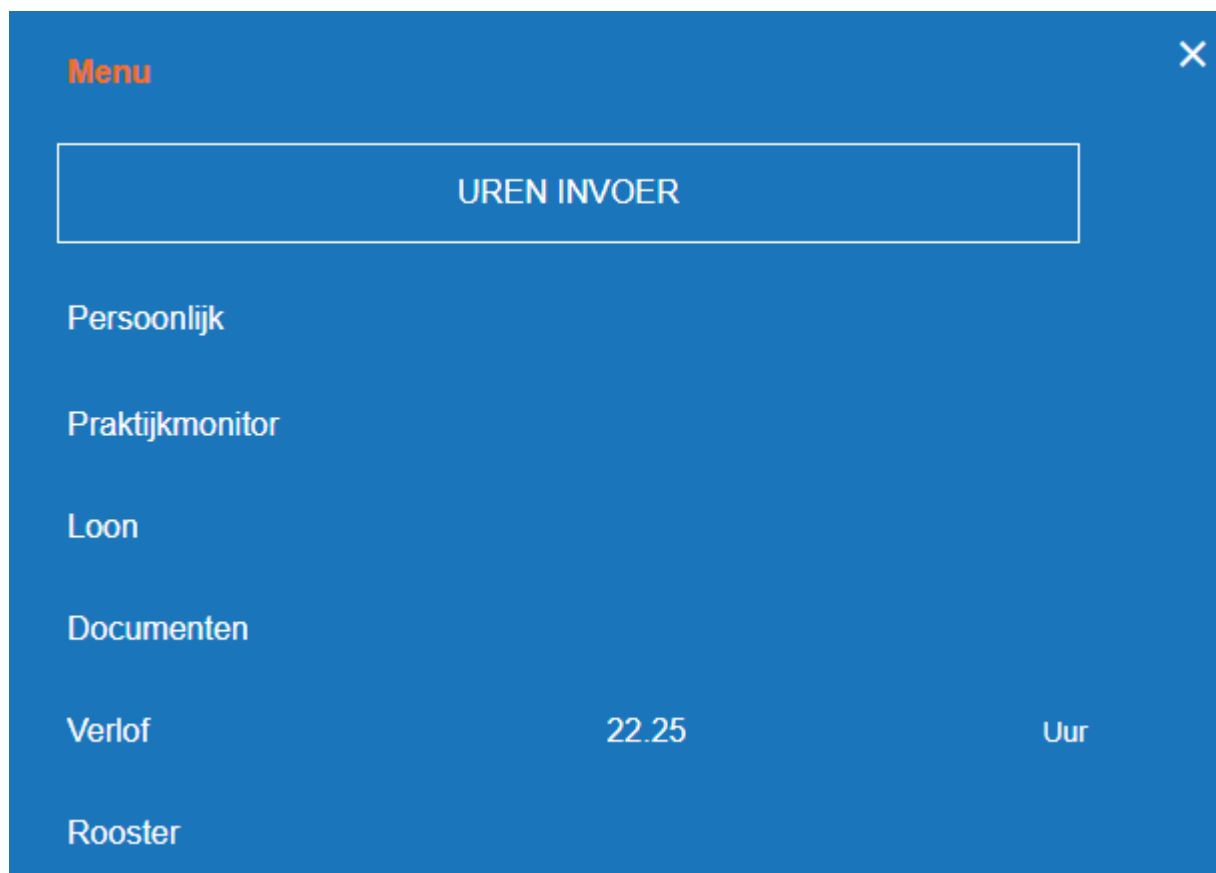 Menu
×
UREN INVOER
Persoonlijk
Praktijkmonitor
Loon
Documenten
Verlof 22.25 Uur
Rooster